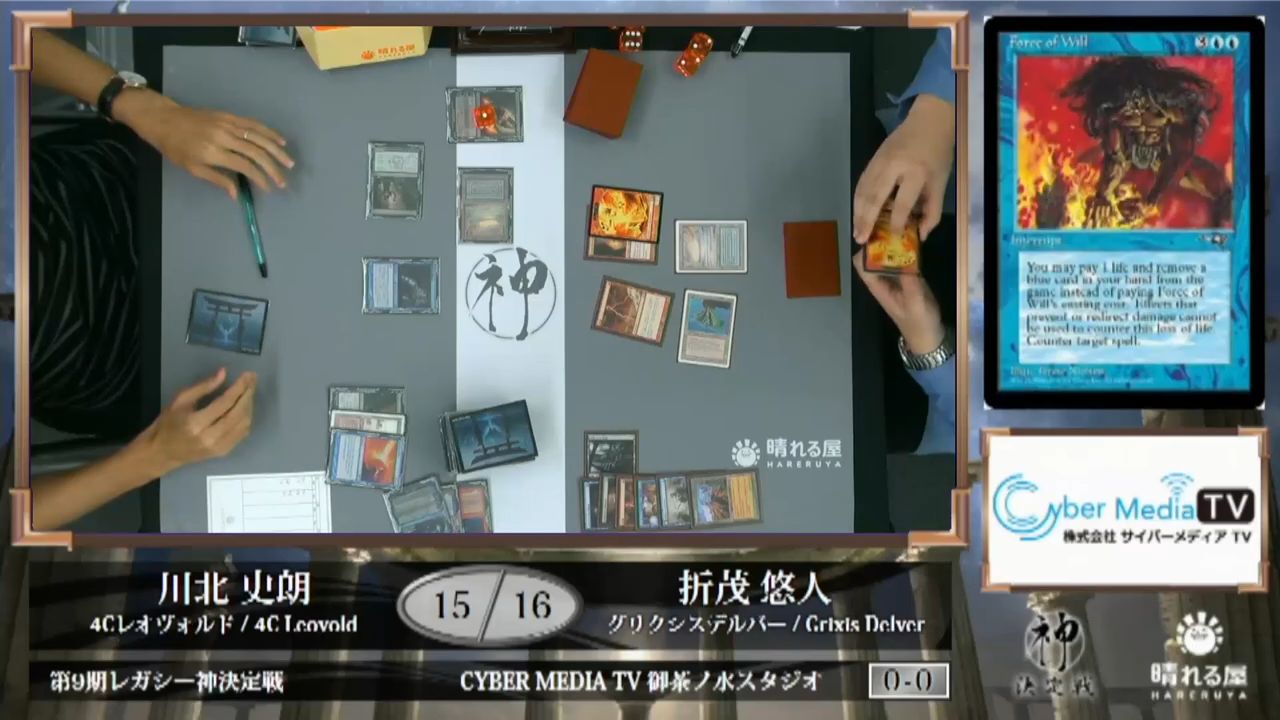 晴れる屋
神
晴れる屋
HARERUYA
Force of Will
3
Interrupt
You may pay 1 life and remove a
blue card in your hand from the
game instead of paying Force of
Will's casting cost. Effects that
prevent or redirect damage cannot
be used to counter this loss of life.
Counter target spell.
Cyber Media TV
株式会社 サイバーメディア TV
川北 史朗
4Cレオヴォルド / 4C Leovold
15 / 16
折茂 悠人
グリクシスデルバー / Grixis Delver
第9期レガシー神決定戦
CYBER MEDIA TV 御茶ノ水スタジオ
0-0
神
決定戦
晴れる屋
HARERUYA